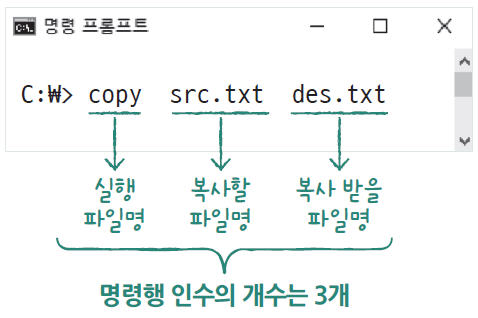 명령 프롬프트
C:₩> copy src.txt des.txt
실행 복사할 복사 받을
파일명 파일명 파일명
명령행 인수의 개수는 3개